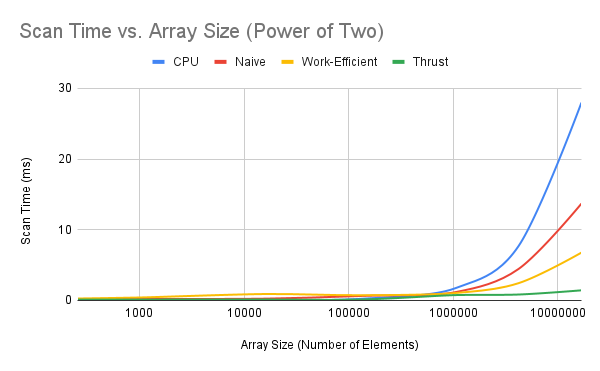 Scan Time vs. Array Size (Power of Two)
CPU Naive Work-Efficient Thrust
30
20
10
0
Scan Time (ms)
1000 10000 100000 1000000 10000000
Array Size (Number of Elements)